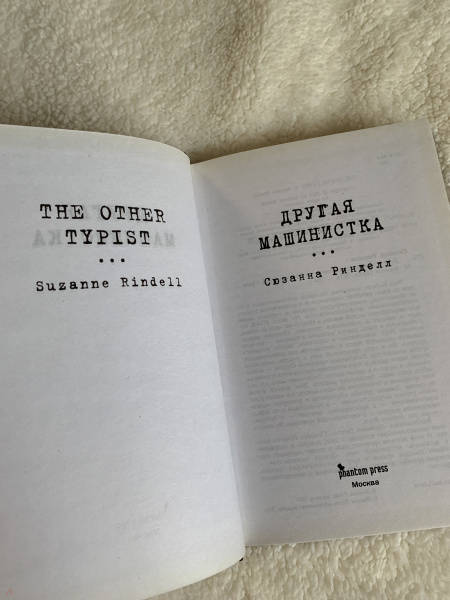 THE OTHER
TYPIST
•••
Suzanne Rindell
ДРУГАЯ
МАШИНИСТКА
•••
Сюзанна Ринделл
phantom press
Москва